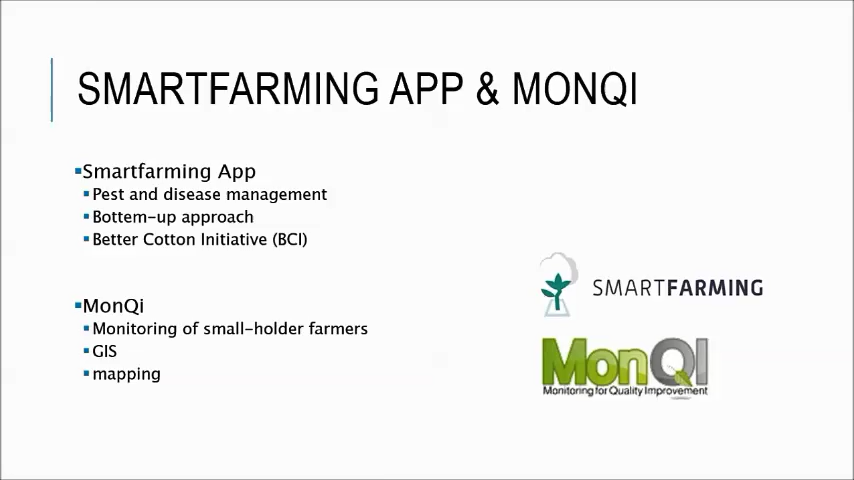 SMARTFARMING APP & MONQI
Smartfarming App
Pest and disease management
Bottem-up approach
Better Cotton Initiative (BCI)
MonQi
Monitoring of small-holder farmers
GIS
mapping
SMARTFARMING
MonQI
Monitoring for Quality Improvement